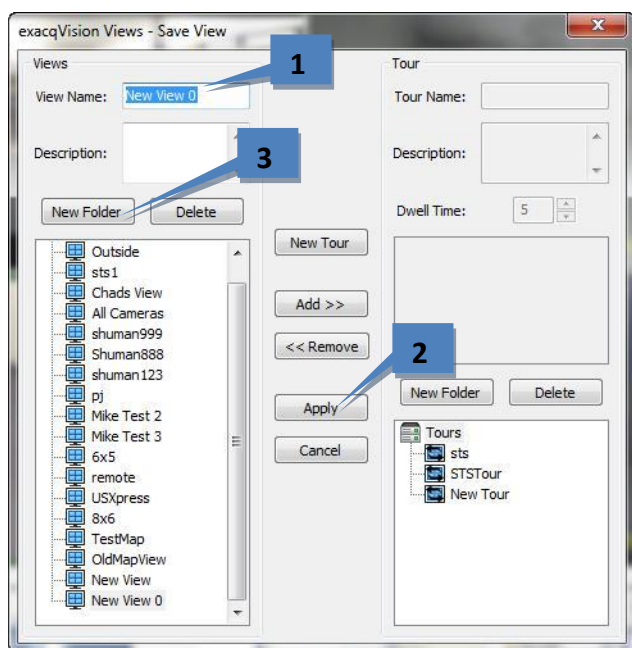 exacqVision Views - Save View
Views
View Name: New View 0
Description:
New Folder Delete
Outside
sts1
Chads View
All Cameras
shuman999
Shuman888
shuman123
pj
Mike Test 2
Mike Test 3
6x5
remote
USXpress
8x6
TestMap
OldMapView
New View
New View 0
1
3
2
New Tour
Add >>
<< Remove
Apply
Cancel
Tour
Tour Name:
Description:
Dwell Time: 5
New Folder Delete
Tours
sts
STSTour
New Tour